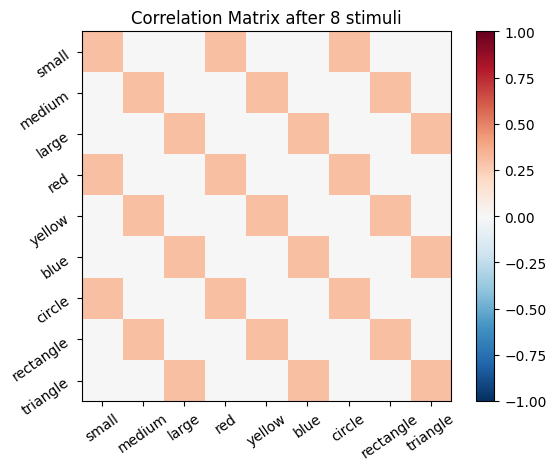 Correlation Matrix after 8 stimuli
small
medium
large
red
yellow
blue
circle
rectangle
triangle
small
medium
large
red
yellow
blue
circle
rectangle
triangle
1.00
0.75
0.50
0.25
0.00
−0.25
−0.50
−0.75
−1.00